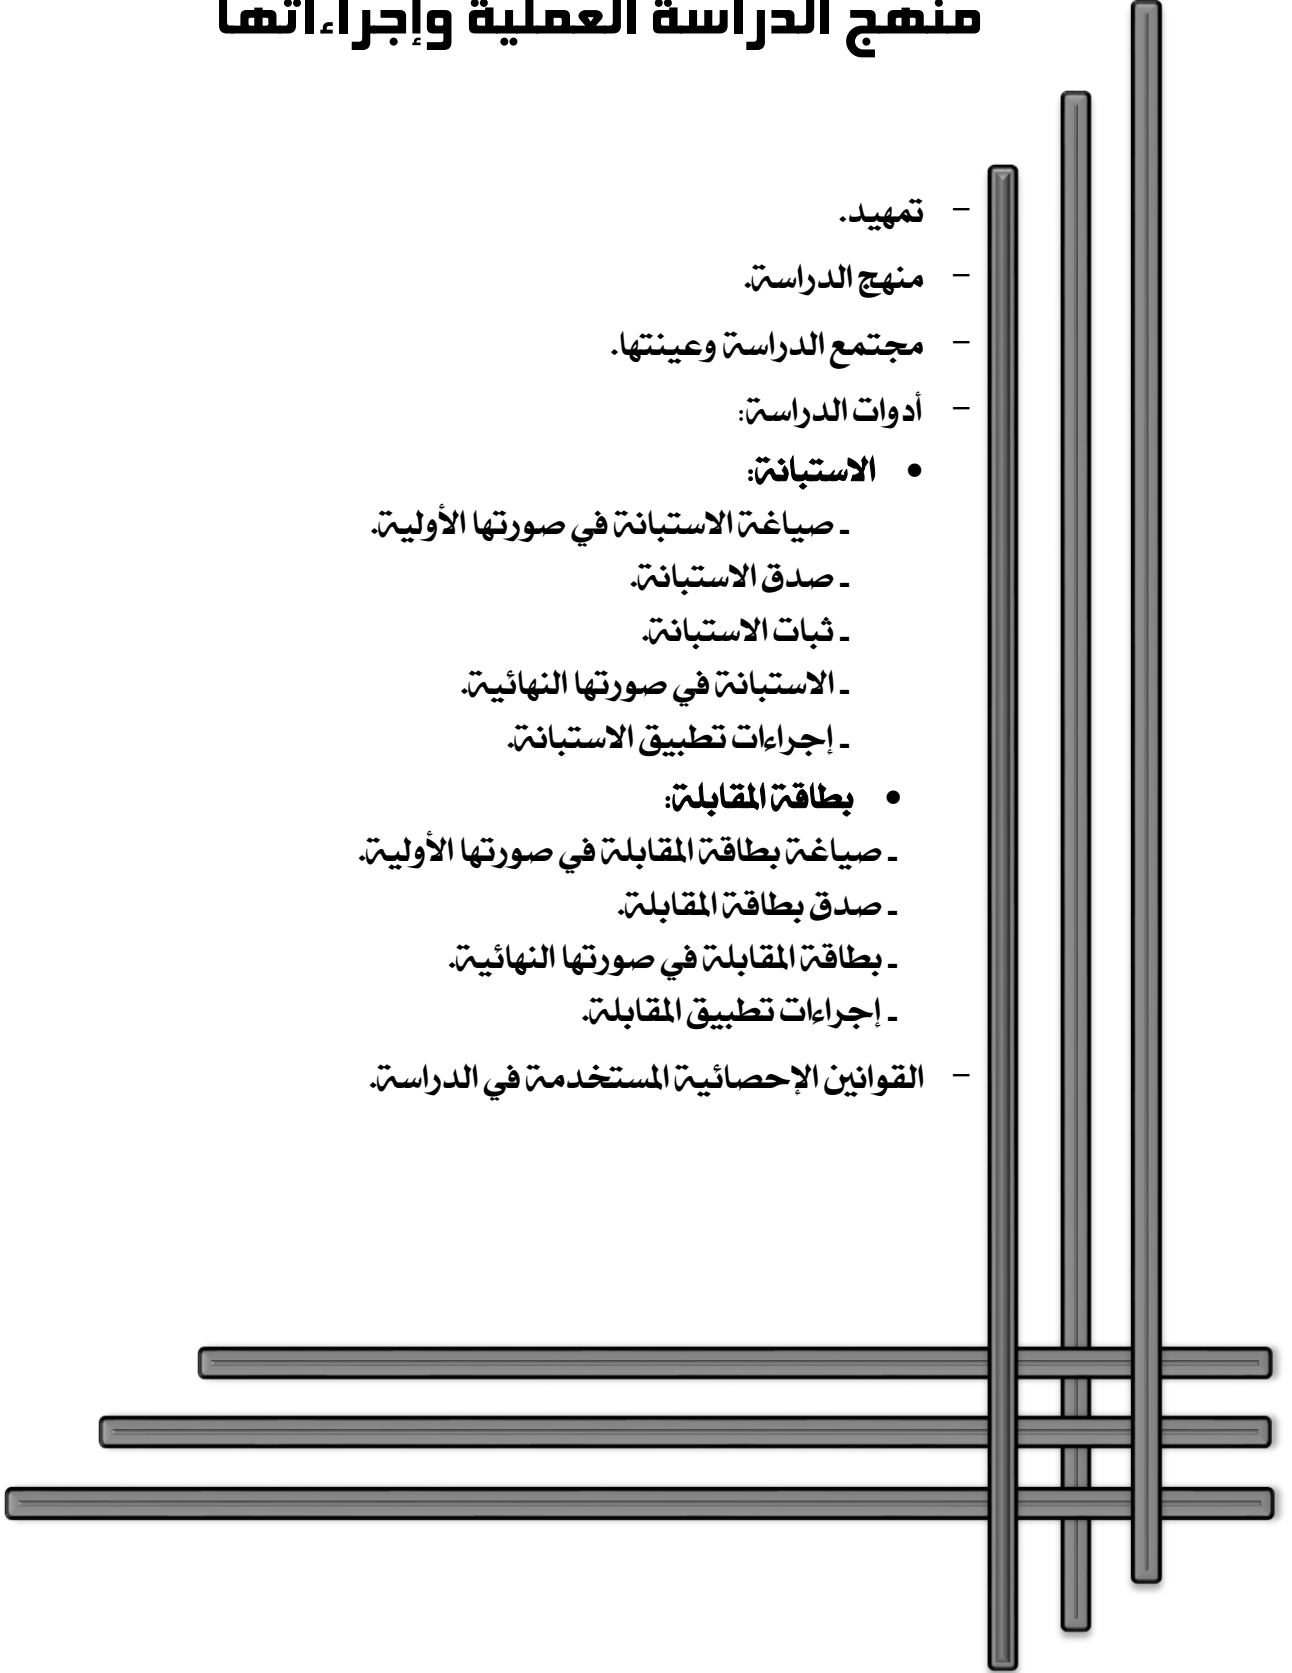 منهج الدراسة العملية وإجراءاتها
– تمهيد.
– منهج الدراسة.
– مجتمع الدراسة وعينتها.
– أدوات الدراسة:
• الاستبانة:
ـ صياغة الاستبانة في صورتها الأولية.
ـ صدق الاستبانة.
ـ ثبات الاستبانة.
ـ الاستبانة في صورتها النهائية.
ـ إجراءات تطبيق الاستبانة.
• بطاقة المقابلة:
ـ صياغة بطاقة المقابلة في صورتها الأولية.
ـ صدق بطاقة المقابلة.
ـ بطاقة المقابلة في صورتها النهائية.
ـ إجراءات تطبيق المقابلة.
– القوانين الإحصائية المستخدمة في الدراسة.